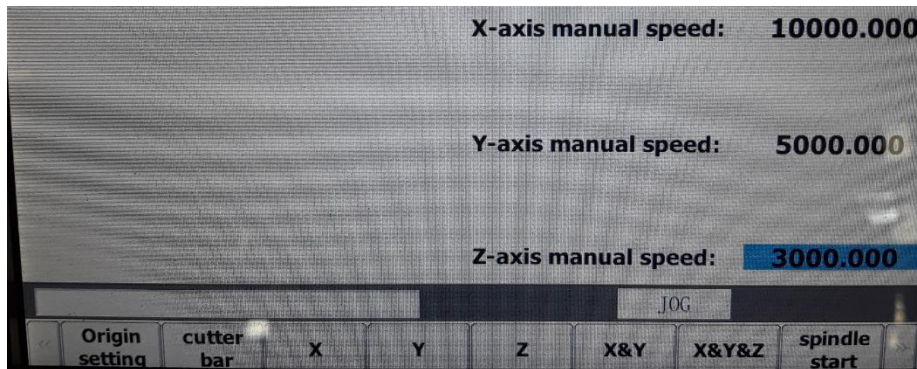 X-axis manual speed: 10000.000
Y-axis manual speed: 5000.000
Z-axis manual speed: 3000.000
JOG
<< Origin setting cutter bar X Y Z X&Y X&Y&Z spindle start >>